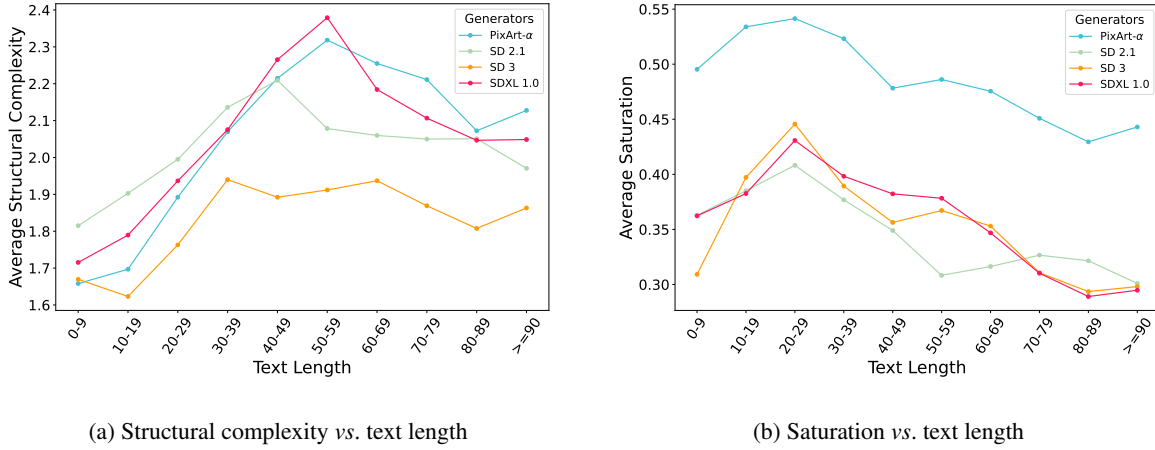 Average Structural Complexity
2.4
2.3
2.2
2.1
2.0
1.9
1.8
1.7
1.6
Generators
PixArt-α
SD 2.1
SD 3
SDXL 1.0
0-9
10-19
20-29
30-39
40-49
50-59
60-69
70-79
80-89
>=90
Text Length
(a) Structural complexity vs. text length
Average Saturation
0.55
0.50
0.45
0.40
0.35
0.30
Generators
PixArt-α
SD 2.1
SD 3
SDXL 1.0
0-9
10-19
20-29
30-39
40-49
50-59
60-69
70-79
80-89
>=90
Text Length
(b) Saturation vs. text length